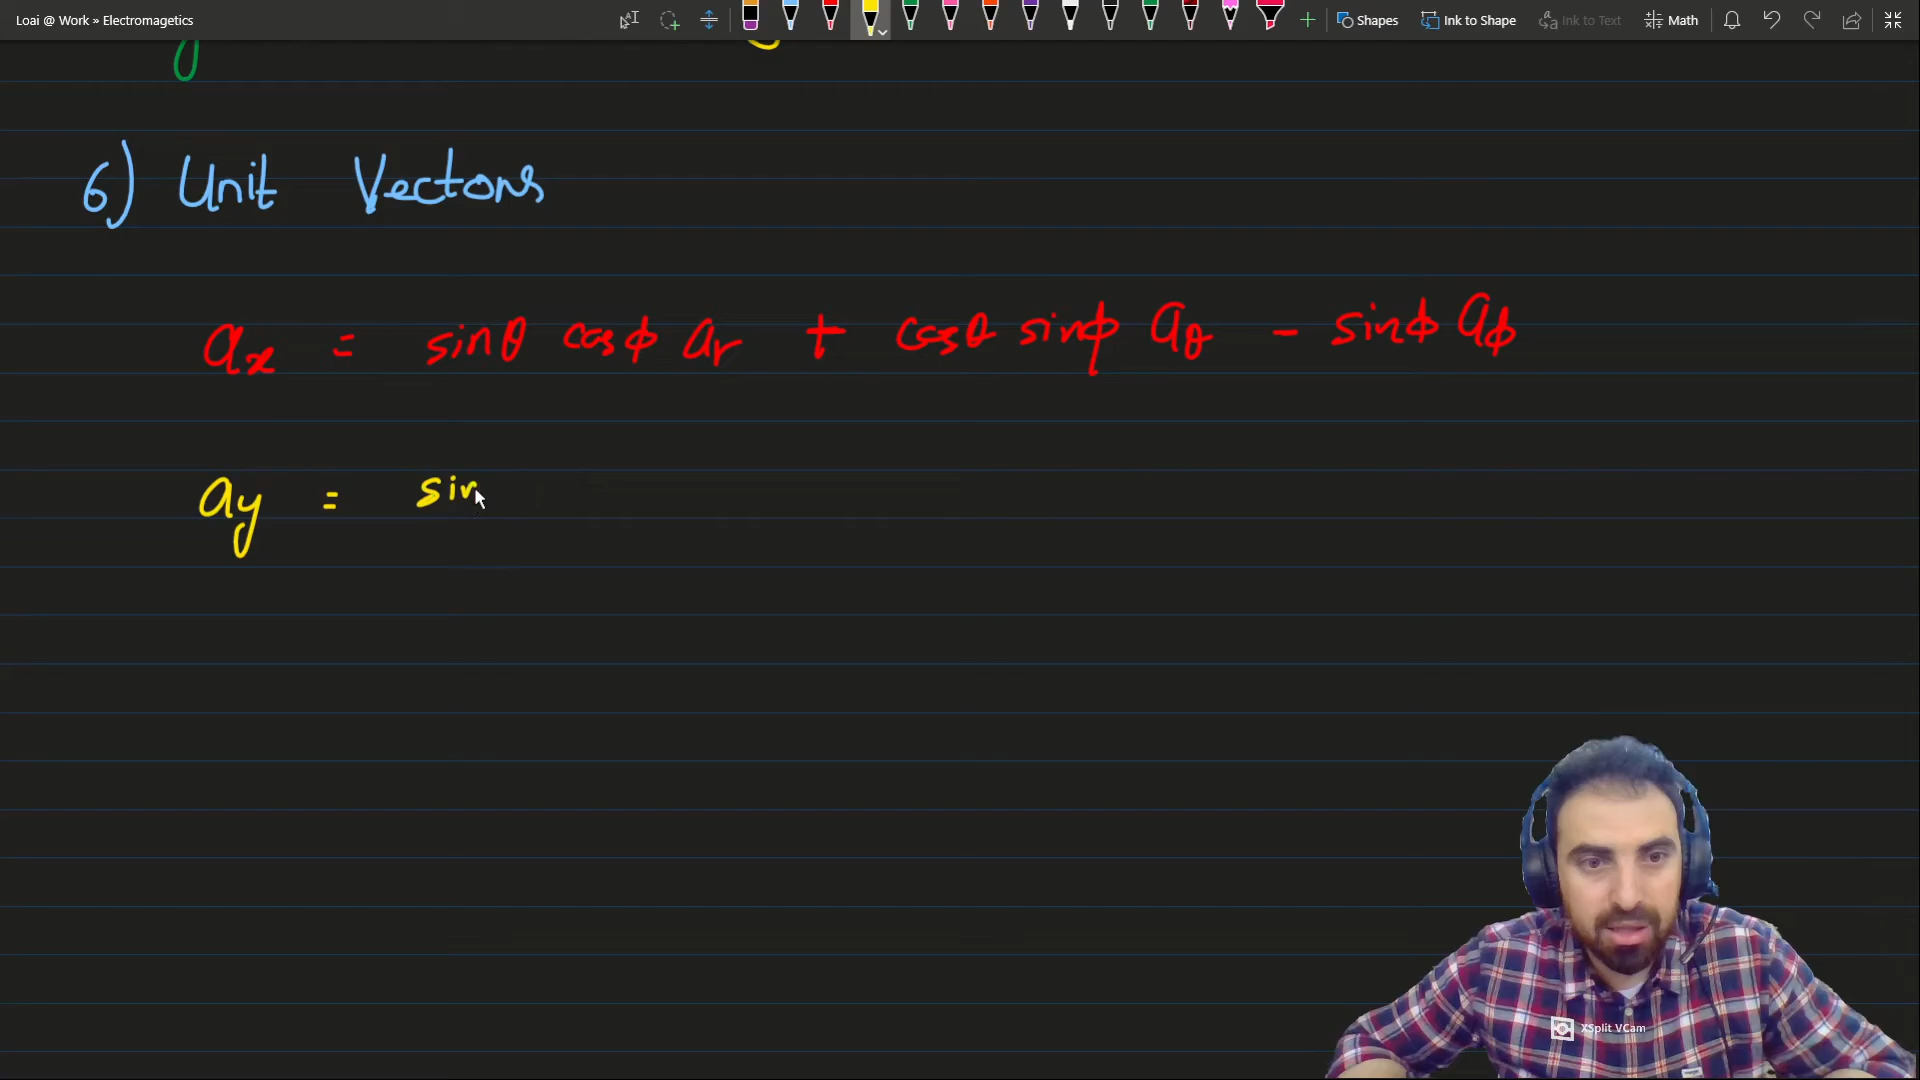 Loai @ Work » Electromagetics
Shapes Ink to Shape Ink to Text Math
6) Unit Vectors
ax = sinθ cosϕ ar + cosθ sinϕ aθ - sinϕ aϕ
ay = sin
XSplit VCam